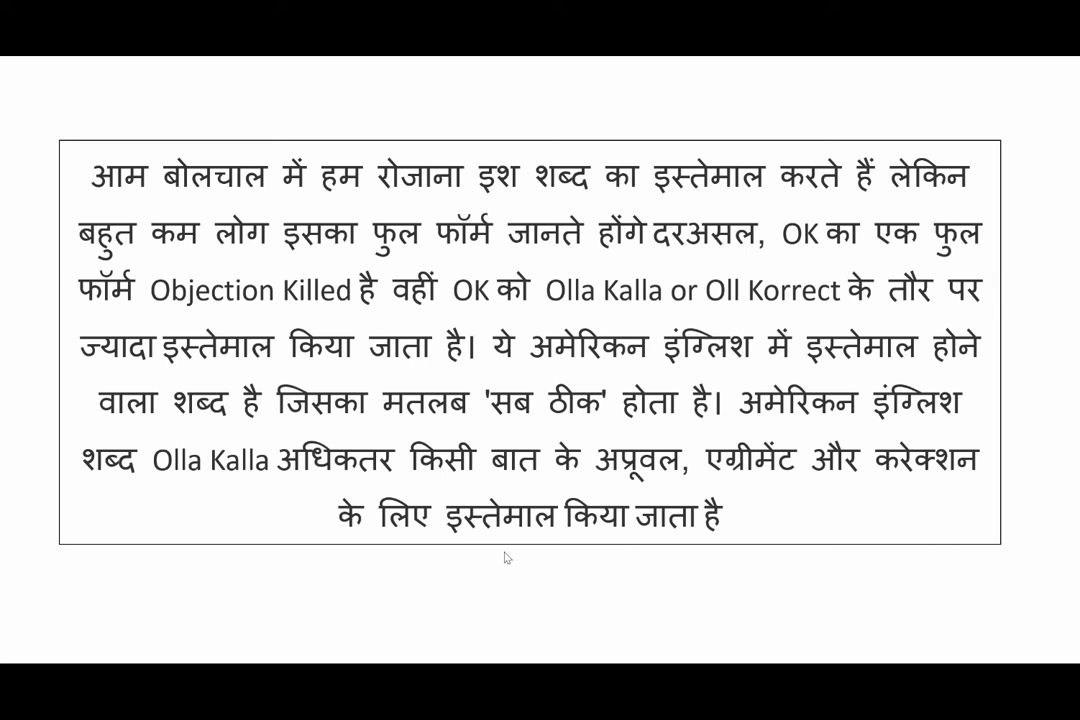 आम बोलचाल में हम रोजाना इश शब्द का इस्तेमाल करते हैं लेकिन
बहुत कम लोग इसका फुल फॉर्म जानते होंगे दरअसल, OK का एक फुल
फॉर्म Objection Killed है वहीं OK को Olla Kalla or Oll Korrect के तौर पर
ज्यादा इस्तेमाल किया जाता है। ये अमेरिकन इंग्लिश में इस्तेमाल होने
वाला शब्द है जिसका मतलब 'सब ठीक' होता है। अमेरिकन इंग्लिश
शब्द Olla Kalla अधिकतर किसी बात के अप्रूवल, एग्रीमेंट और करेक्शन
के लिए इस्तेमाल किया जाता है